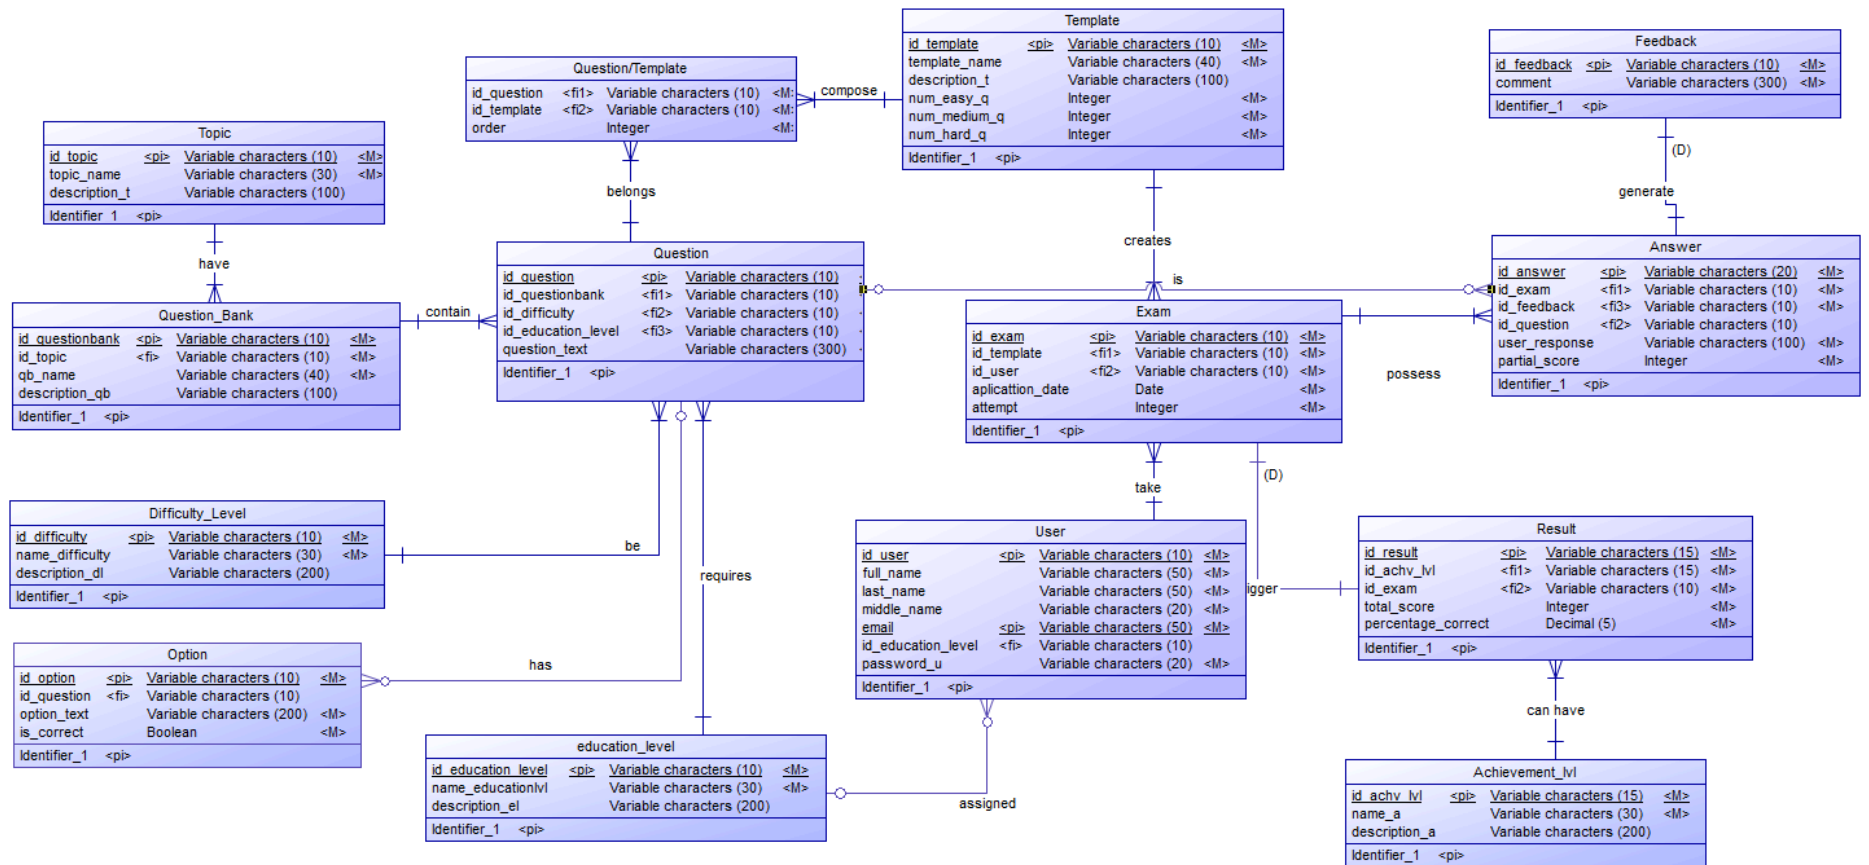 Template
id_template <pi> Variable characters (10) <M>
template_name Variable characters (40) <M>
description_t Variable characters (100)
num_easy_q Integer <M>
num_medium_q Integer <M>
num_hard_q Integer <M>
Identifier_1 <pi>
Feedback
id_feedback <pi> Variable characters (10) <M>
comment Variable characters (300) <M>
Identifier_1 <pi>
Question/Template
id_question <fi1> Variable characters (10) <M:
id_template <fi2> Variable characters (10) <M:
order Integer <M:
compose
Topic
id_topic <pi> Variable characters (10) <M>
topic_name Variable characters (30) <M>
description_t Variable characters (100)
Identifier_1 <pi>
(D)
belongs
generate
creates
have
Question
id_question <pi> Variable characters (10)
id_questionbank <fi1> Variable characters (10)
id_difficulty <fi2> Variable characters (10)
id_education_level <fi3> Variable characters (10)
question_text Variable characters (300)
Identifier_1 <pi>
is
Answer
id_answer <pi> Variable characters (20) <M>
id_exam <fi1> Variable characters (10) <M>
id_feedback <fi3> Variable characters (10) <M>
id_question <fi2> Variable characters (10)
user_response Variable characters (100) <M>
partial_score Integer <M>
Identifier_1 <pi>
Question_Bank
id_questionbank <pi> Variable characters (10) <M>
id_topic <fi> Variable characters (10) <M>
qb_name Variable characters (40) <M>
description_qb Variable characters (100)
Identifier_1 <pi>
contain
Exam
id_exam <pi> Variable characters (10) <M>
id_template <fi1> Variable characters (10) <M>
id_user <fi2> Variable characters (10) <M>
aplicattion_date Date <M>
attempt Integer <M>
Identifier_1 <pi>
possess
(D)
take
Difficulty_Level
id_difficulty <pi> Variable characters (10) <M>
name_difficulty Variable characters (30) <M>
description_dl Variable characters (200)
Identifier_1 <pi>
be
requires
User
id_user <pi> Variable characters (10) <M>
full_name Variable characters (50) <M>
last_name Variable characters (50) <M>
middle_name Variable characters (20) <M>
email <pi> Variable characters (50) <M>
id_education_level <fi> Variable characters (10)
password_u Variable characters (20) <M>
Identifier_1 <pi>
igger
Result
id_result <pi> Variable characters (15) <M>
id_achv_lvl <fi1> Variable characters (15) <M>
id_exam <fi2> Variable characters (10) <M>
total_score Integer <M>
percentage_correct Decimal (5) <M>
Identifier_1 <pi>
Option
id_option <pi> Variable characters (10) <M>
id_question <fi> Variable characters (10)
option_text Variable characters (200) <M>
is_correct Boolean <M>
Identifier_1 <pi>
has
can have
education_level
id_education_level <pi> Variable characters (10) <M>
name_educationlvl Variable characters (30) <M>
description_el Variable characters (200)
Identifier_1 <pi>
assigned
Achievement_lvl
id_achv_lvl <pi> Variable characters (15) <M>
name_a Variable characters (30) <M>
description_a Variable characters (200)
Identifier_1 <pi>